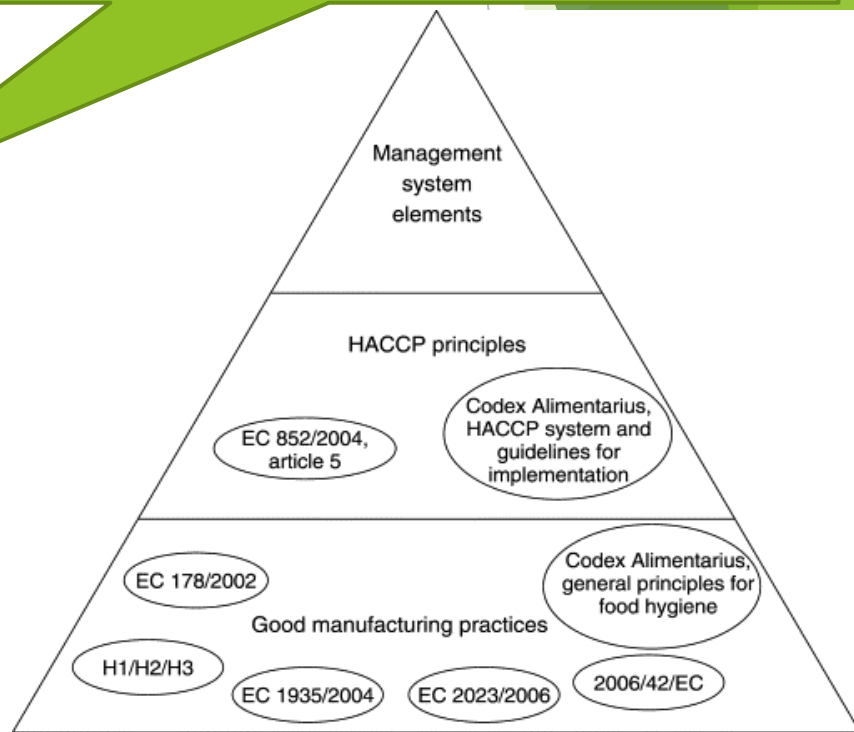 Management
system
elements
HACCP principles
EC 852/2004,
article 5
Codex Alimentarius,
HACCP system and
guidelines for
implementation
EC 178/2002
Codex Alimentarius,
general principles for
food hygiene
Good manufacturing practices
H1/H2/H3
EC 1935/2004
EC 2023/2006
2006/42/EC